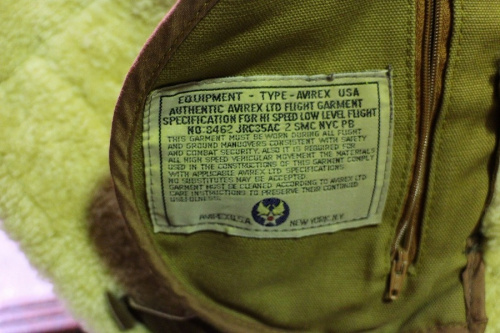 EQUIPMENT - TYPE - AVIREX USA
AUTHENTIC AVIREX LTD FLIGHT GARMENT
SPECIFICATION FOR HI SPEED LOW LEVEL FLIGHT
NO 8462 JRC35AC 2 SMC NYC PB
THIS GARMENT MUST BE WORN DURING ALL FLIGHT
AND GROUND MANOUVERS CONSISTENT WITH SAFETY
AND COMBAT SECURITY. ALSO IT IS REQUIRED FOR
ALL HIGH SPEED VEHICULAR MOVEMENT. THE MATERIALS
USED IN THE CONSTRUCTIONS OF THIS GARMENT COMPLY
WITH APPLICABLE AVIREX LTD SPECIFICATIONS.
NO SUBSTITUTES MAY BE ACCEPTED.
GARMENT MUST BE CLEANED ACCORDING TO AVIREX LTD
CARE INSTRUCTIONS TO PRESERVE THEIR CONTINUED
NEW YORK. N.Y.